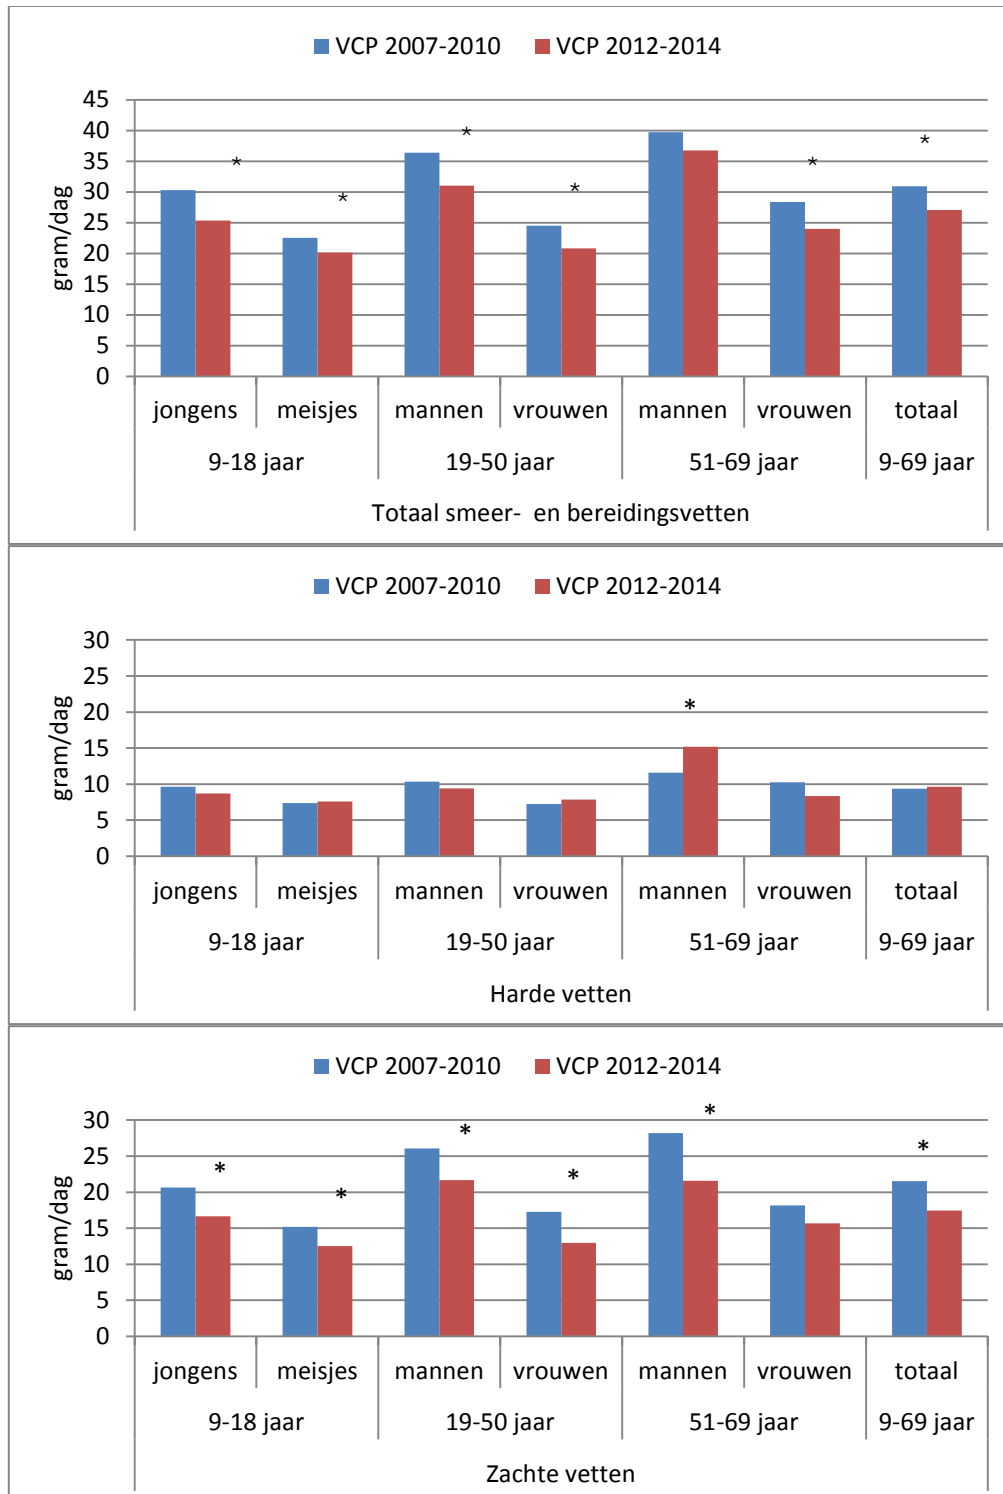 VCP 2007-2010 VCP 2012-2014
45
40
35
30
25
20
15
10
5
0
gram/dag
* * * * * *
jongens meisjes mannen vrouwen mannen vrouwen totaal
9-18 jaar 19-50 jaar 51-69 jaar 9-69 jaar
Totaal smeer- en bereidingsvetten
VCP 2007-2010 VCP 2012-2014
30
25
20
15
10
5
0
gram/dag
*
jongens meisjes mannen vrouwen mannen vrouwen totaal
9-18 jaar 19-50 jaar 51-69 jaar 9-69 jaar
Harde vetten
VCP 2007-2010 VCP 2012-2014
30
25
20
15
10
5
0
gram/dag
* * * * * *
jongens meisjes mannen vrouwen mannen vrouwen totaal
9-18 jaar 19-50 jaar 51-69 jaar 9-69 jaar
Zachte vetten